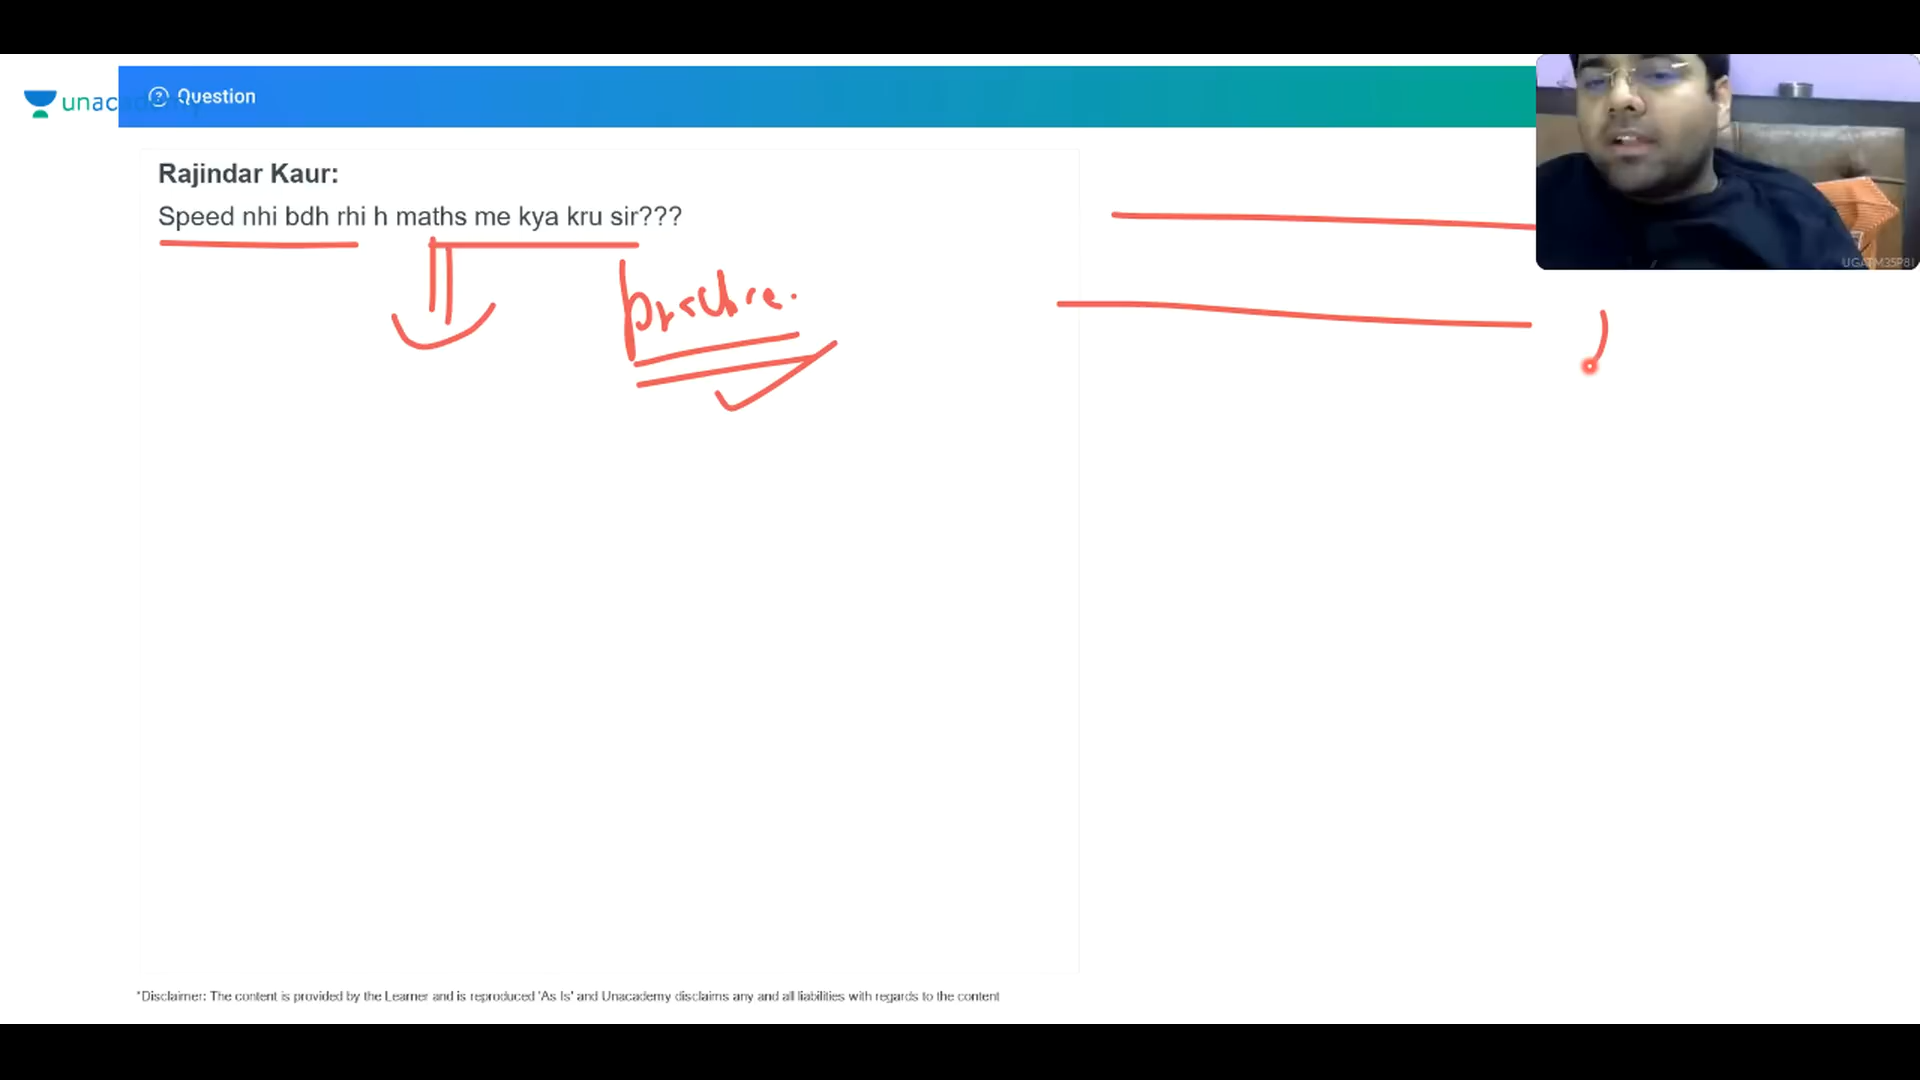 unacademy
? Question
Rajindar Kaur:
Speed nhi bdh rhi h maths me kya kru sir???
practice.
UGATM35P8I
*Disclaimer: The content is provided by the Learner and is reproduced 'As Is' and Unacademy disclaims any and all liabilities with regards to the content